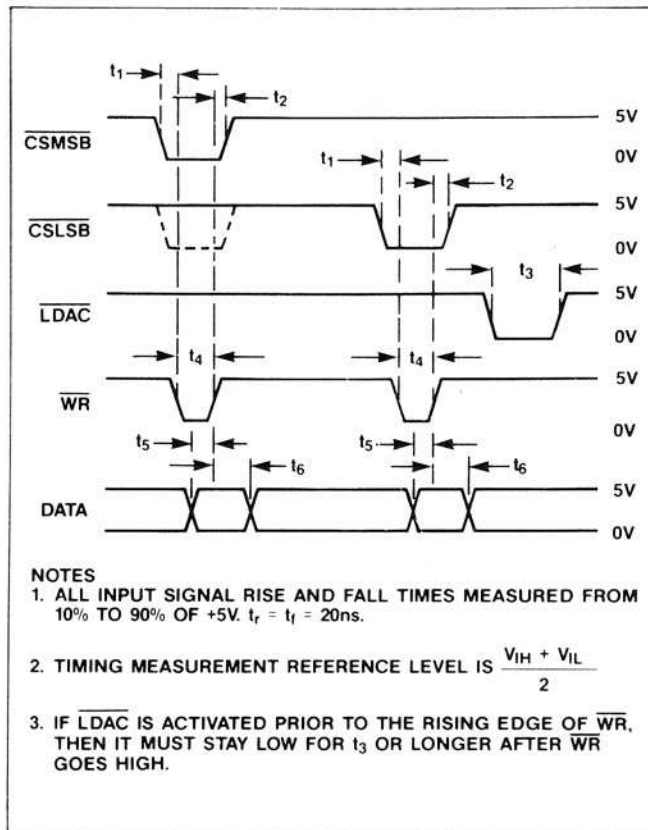 t1
t2
CSMSB
5V
0V
t1
t2
CSLSB
5V
0V
t3
LDAC
5V
0V
t4
t4
WR
5V
0V
t5
t6
t5
t6
DATA
5V
0V
NOTES
1. ALL INPUT SIGNAL RISE AND FALL TIMES MEASURED FROM
10% TO 90% OF +5V. tr = tf = 20ns.
2. TIMING MEASUREMENT REFERENCE LEVEL IS (VIH + VIL) / 2
3. IF LDAC IS ACTIVATED PRIOR TO THE RISING EDGE OF WR,
THEN IT MUST STAY LOW FOR t3 OR LONGER AFTER WR
GOES HIGH.